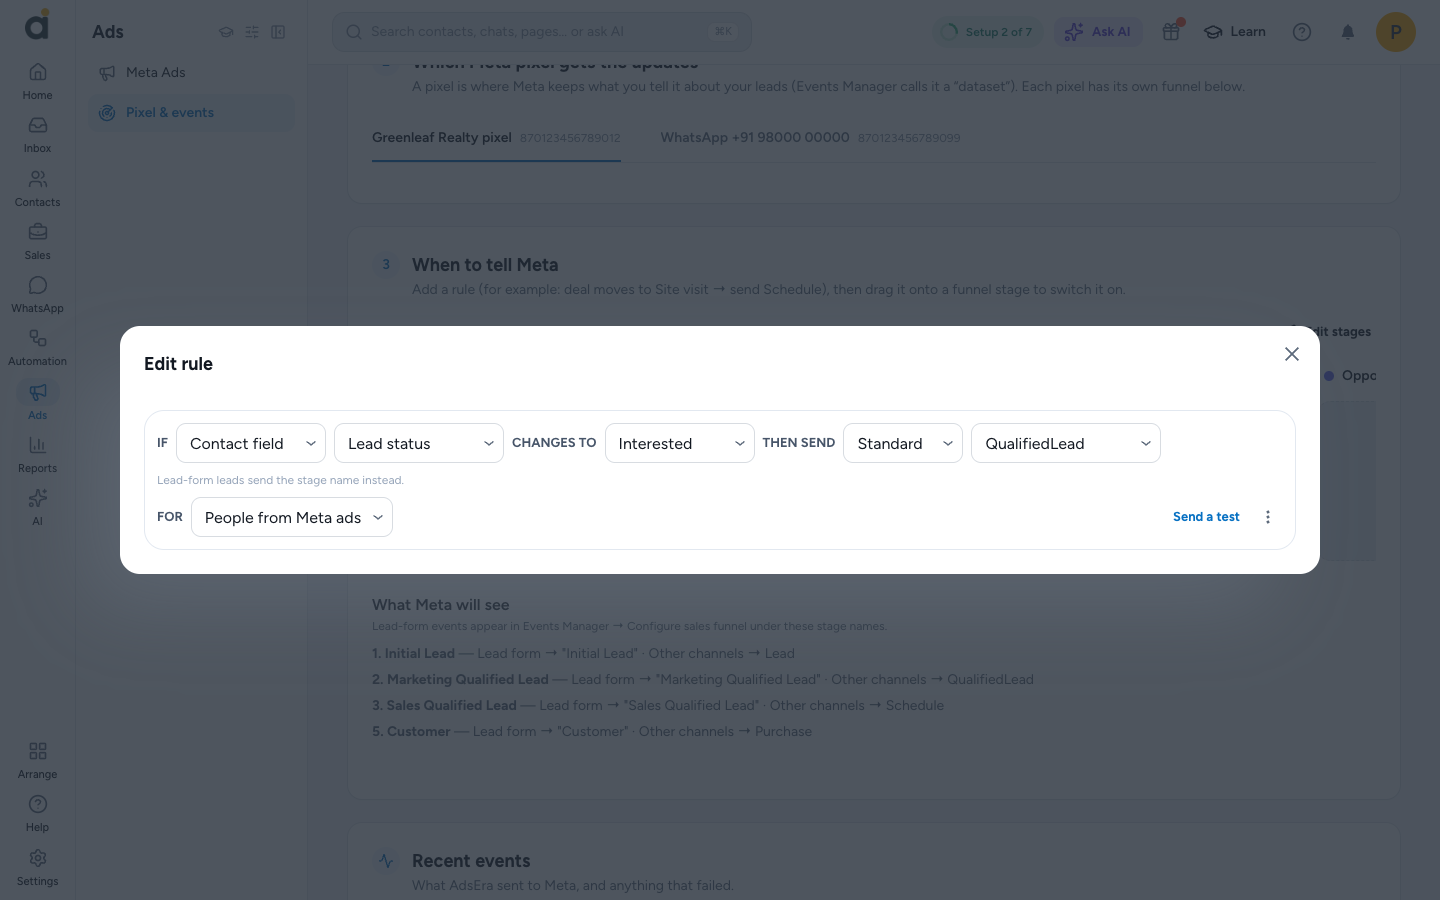 Ads
Search contacts, chats, pages... or ask AI
⌘K
Setup 2 of 7
Ask AI
Learn
P
Home
Inbox
Contacts
Sales
WhatsApp
Automation
Ads
Reports
AI
Arrange
Help
Settings
Meta Ads
Pixel & events
Which Meta pixel gets the updates
A pixel is where Meta keeps what you tell it about your leads (Events Manager calls it a "dataset"). Each pixel has its own funnel below.
Greenleaf Realty pixel 870123456789012
WhatsApp +91 98000 00000 870123456789099
3
When to tell Meta
Add a rule (for example: deal moves to Site visit → send Schedule), then drag it onto a funnel stage to switch it on.
dit stages
Oppo
Edit rule
IF Contact field Lead status CHANGES TO Interested THEN SEND Standard QualifiedLead
Lead-form leads send the stage name instead.
FOR People from Meta ads
Send a test
What Meta will see
Lead-form events appear in Events Manager → Configure sales funnel under these stage names.
1. Initial Lead — Lead form → "Initial Lead" · Other channels → Lead
2. Marketing Qualified Lead — Lead form → "Marketing Qualified Lead" · Other channels → QualifiedLead
3. Sales Qualified Lead — Lead form → "Sales Qualified Lead" · Other channels → Schedule
5. Customer — Lead form → "Customer" · Other channels → Purchase
Recent events
What AdsEra sent to Meta, and anything that failed.